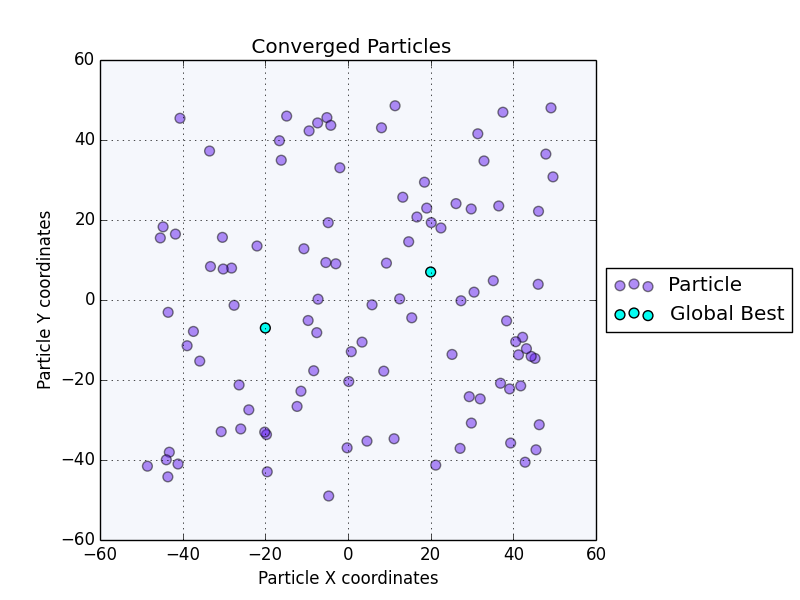 Converged Particles
60
40
20
0
−20
−40
−60
−60 −40 −20 0 20 40 60
Particle Y coordinates
Particle X coordinates
Particle
Global Best